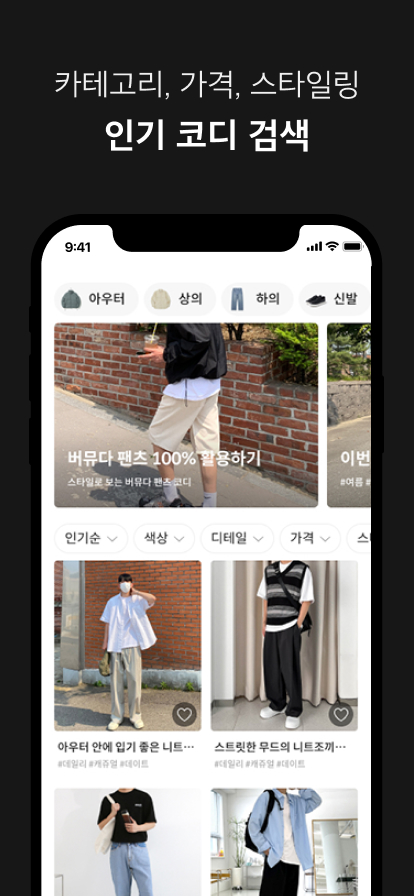 카테고리, 가격, 스타일링
인기 코디 검색
9:41
아우터 상의 하의 신발
버뮤다 팬츠 100% 활용하기
스타일로 보는 버뮤다 팬츠 코디
이번
#여름
인기순 색상 디테일 가격
아우터 안에 입기 좋은 니트…
#데일리 #캐쥬얼 #데이트
스트릿한 무드의 니트조끼…
#데일리 #캐쥬얼 #데이트